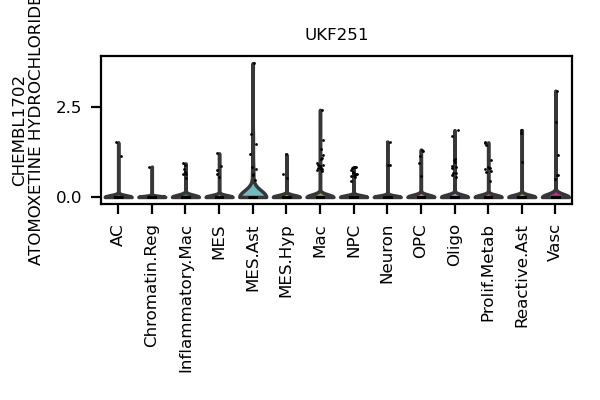 UKF251
CHEMBL1702
ATOMOXETINE HYDROCHLORIDE
2.5
0.0
AC
Chromatin.Reg
Inflammatory.Mac
MES
MES.Ast
MES.Hyp
Mac
NPC
Neuron
OPC
Oligo
Prolif.Metab
Reactive.Ast
Vasc